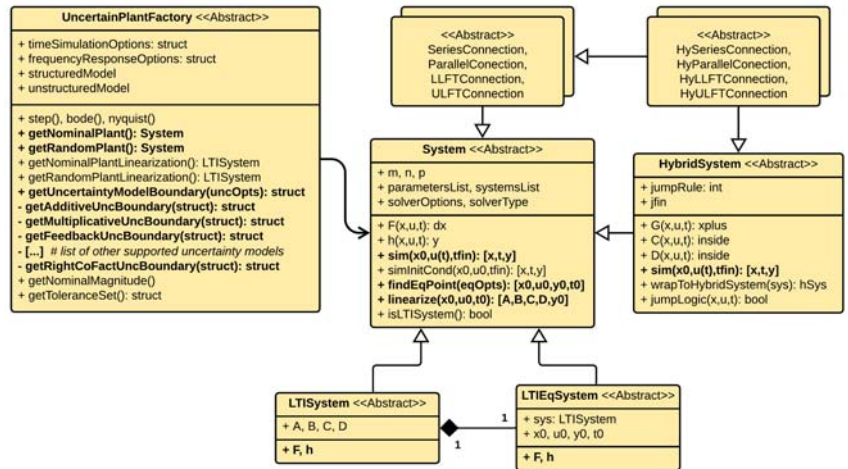 UncertainPlantFactory <<Abstract>>
+ timeSimulationOptions: struct
+ frequencyResponseOptions: struct
+ structuredModel
+ unstructuredModel
+ step(), bode(), nyquist()
+ getNominalPlant(): System
+ getRandomPlant(): System
+ getNominalPlantLinearization(): LTISystem
+ getRandomPlantLinearization(): LTISystem
+ getUncertaintyModelBoundary(uncOpts): struct
- getAdditiveUncBoundary(struct): struct
- getMultiplicativeUncBoundary(struct): struct
- getFeedbackUncBoundary(struct): struct
- [...] # list of other supported uncertainty models
- getRightCoFactUncBoundary(struct): struct
+ getNominalMagnitude()
+ getToleranceSet(): struct
<<Abstract>>
SeriesConnection,
ParallelConection,
LLFTConnection,
ULFTConnection
<<Abstract>>
HySeriesConnection,
HyParallelConection,
HyLLFTConnection,
HyULFTConnection
System <<Abstract>>
+ m, n, p
+ parametersList, systemsList
+ solverOptions, solverType
+ F(x,u,t): dx
+ h(x,u,t): y
+ sim(x0,u(t),tfin): [x,t,y]
+ simInitCond(x0,u0,tfin): [x,t,y]
+ findEqPoint(eqOpts): [x0,u0,y0,t0]
+ linearize(x0,u0,t0): [A,B,C,D,y0]
+ isLTISystem(): bool
HybridSystem <<Abstract>>
+ jumpRule: int
+ jfin
+ G(x,u,t): xplus
+ C(x,u,t): inside
+ D(x,u,t): inside
+ sim(x0,u(t),tfin): [x,t,y]
+ wrapToHybridSystem(sys): hSys
+ jumpLogic(x,u,t): bool
LTISystem <<Abstract>>
+ A, B, C, D
+ F, h
1
1
LTIEqSystem <<Abstract>>
+ sys: LTISystem
+ x0, u0, y0, t0
+ F, h